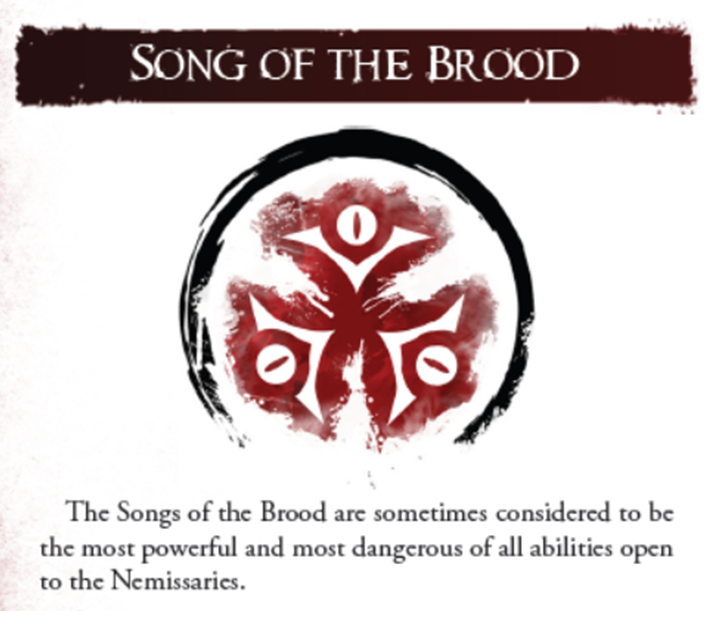 Song of the Brood
The Songs of the Brood are sometimes considered to be
the most powerful and most dangerous of all abilities open
to the Nemissaries.